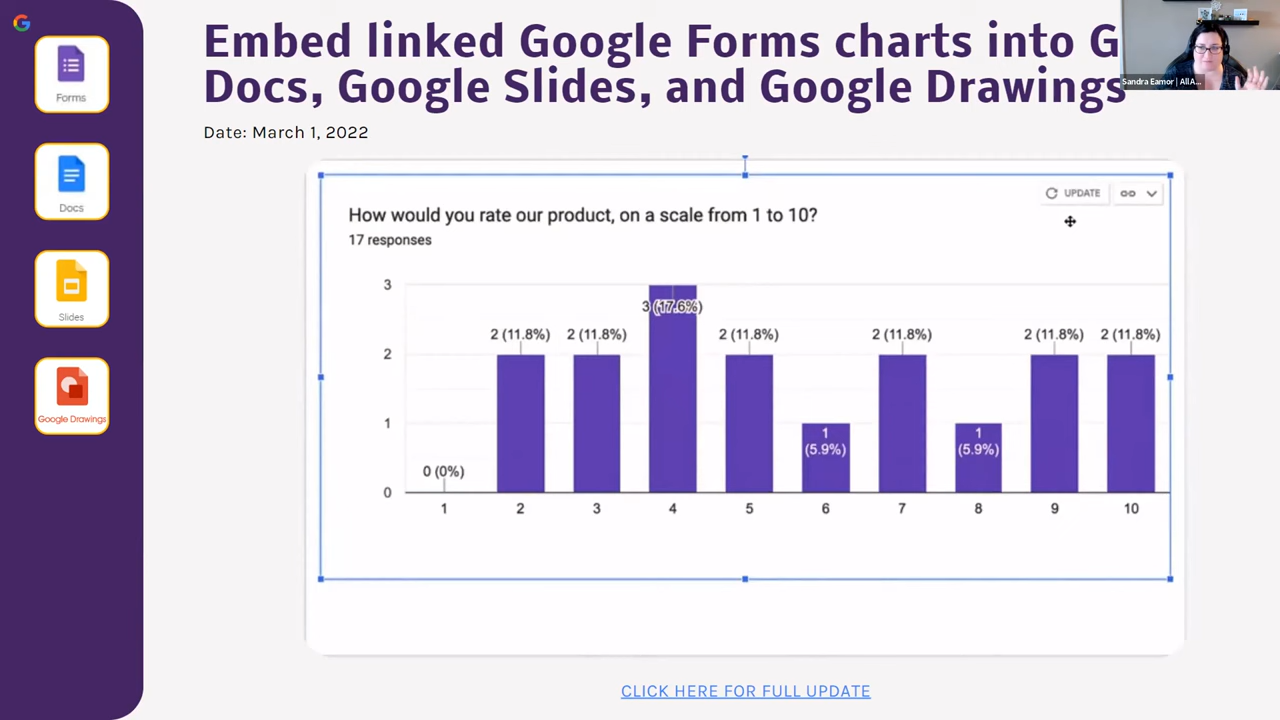 Embed linked Google Forms charts into G
Docs, Google Slides, and Google Drawings
Date: March 1, 2022
Sandra Eamor | All A...
Forms
Docs
Slides
Google Drawings
UPDATE
How would you rate our product, on a scale from 1 to 10?
17 responses
3
2
1
0
0 (0%)
2 (11.8%)
2 (11.8%)
3 (17.6%)
2 (11.8%)
1
(5.9%)
2 (11.8%)
1
(5.9%)
2 (11.8%)
2 (11.8%)
1 2 3 4 5 6 7 8 9 10
CLICK HERE FOR FULL UPDATE